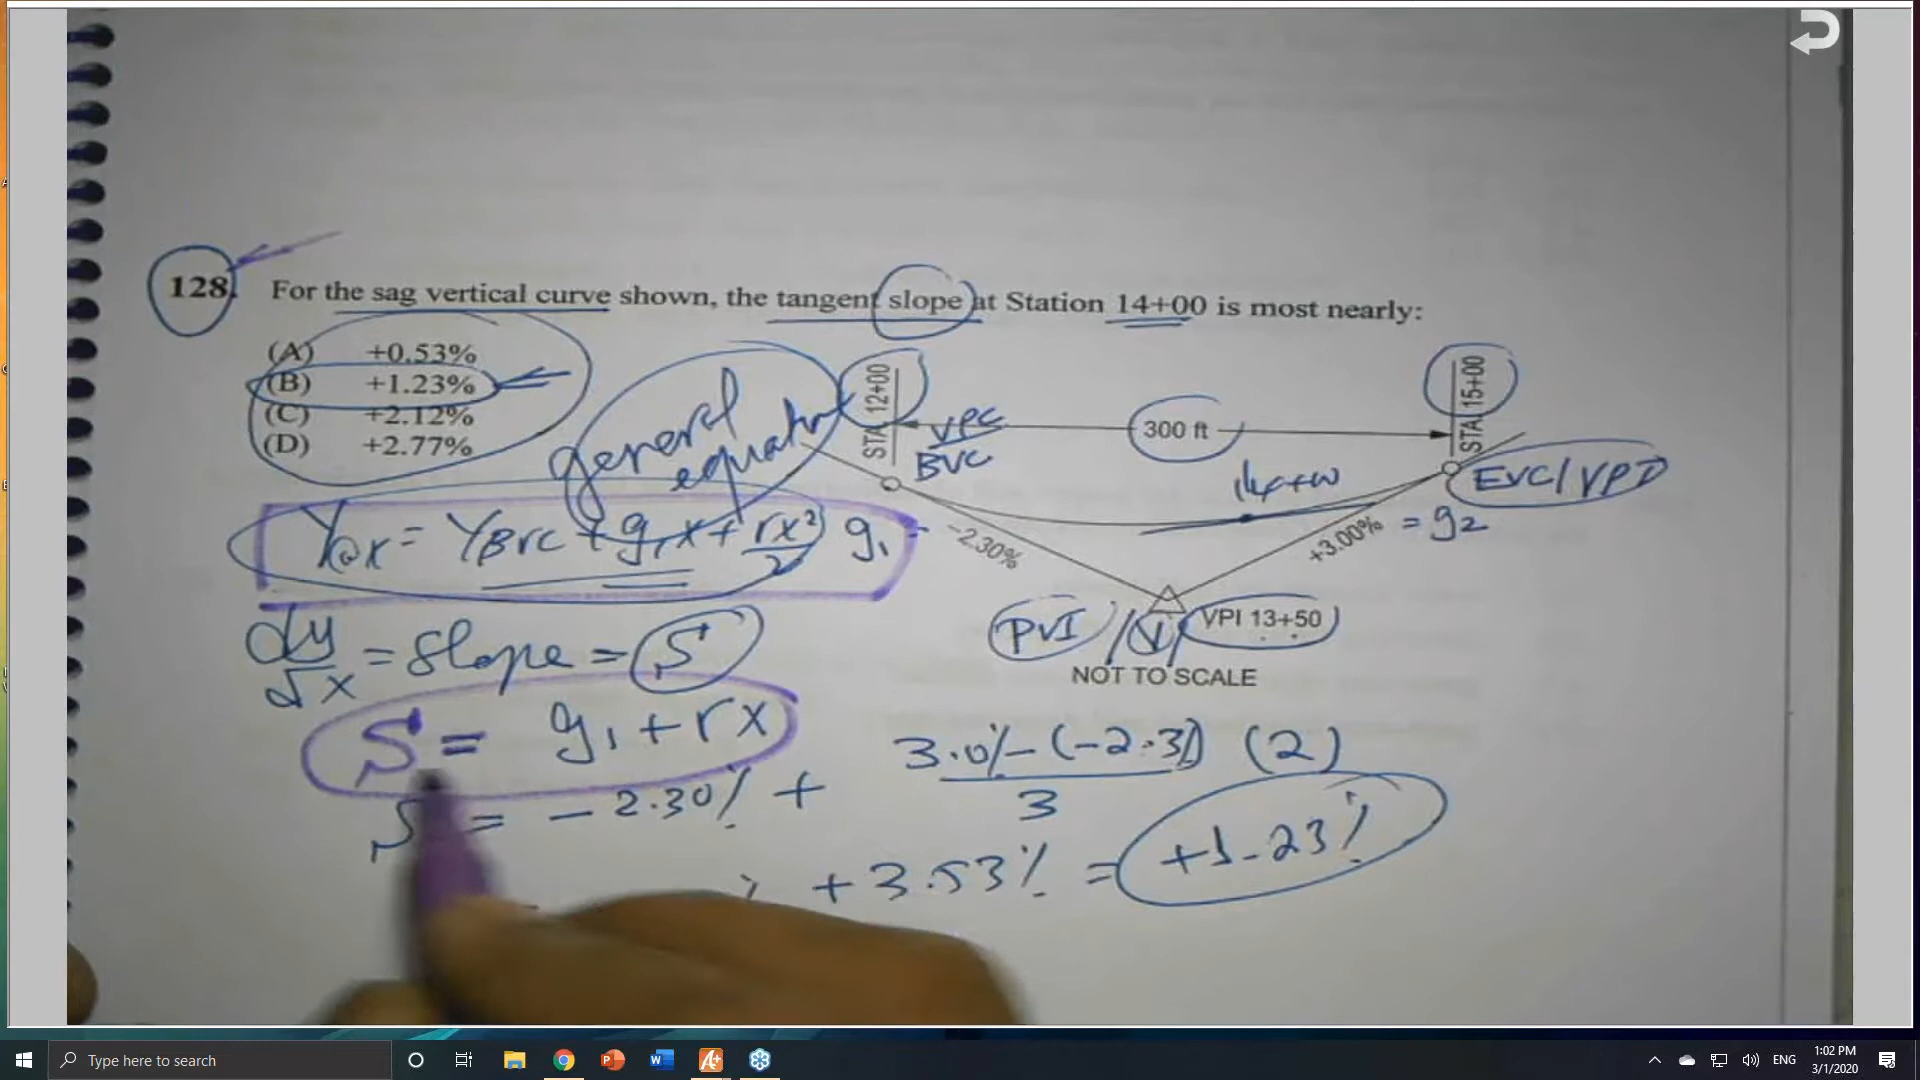 128. For the sag vertical curve shown, the tangent slope at Station 14+00 is most nearly:
(A) +0.53%
(B) +1.23%
(C) +2.12%
(D) +2.77%
general
equation
STA 12+00
VPC
BVC
300 ft
STA 15+00
EVC/VPT
14+00
Y@x = YBVC + g1x + rx²/2
g1 =
-2.30%
+3.00% = g2
PVI / V / VPI 13+50
NOT TO SCALE
dy/dx = slope = S
S = g1 + rx
S = -2.30% + 3.0% - (-2.3%) (2)
3
% + 3.53% = +1.23%
Type here to search
ENG
1:02 PM
3/1/2020